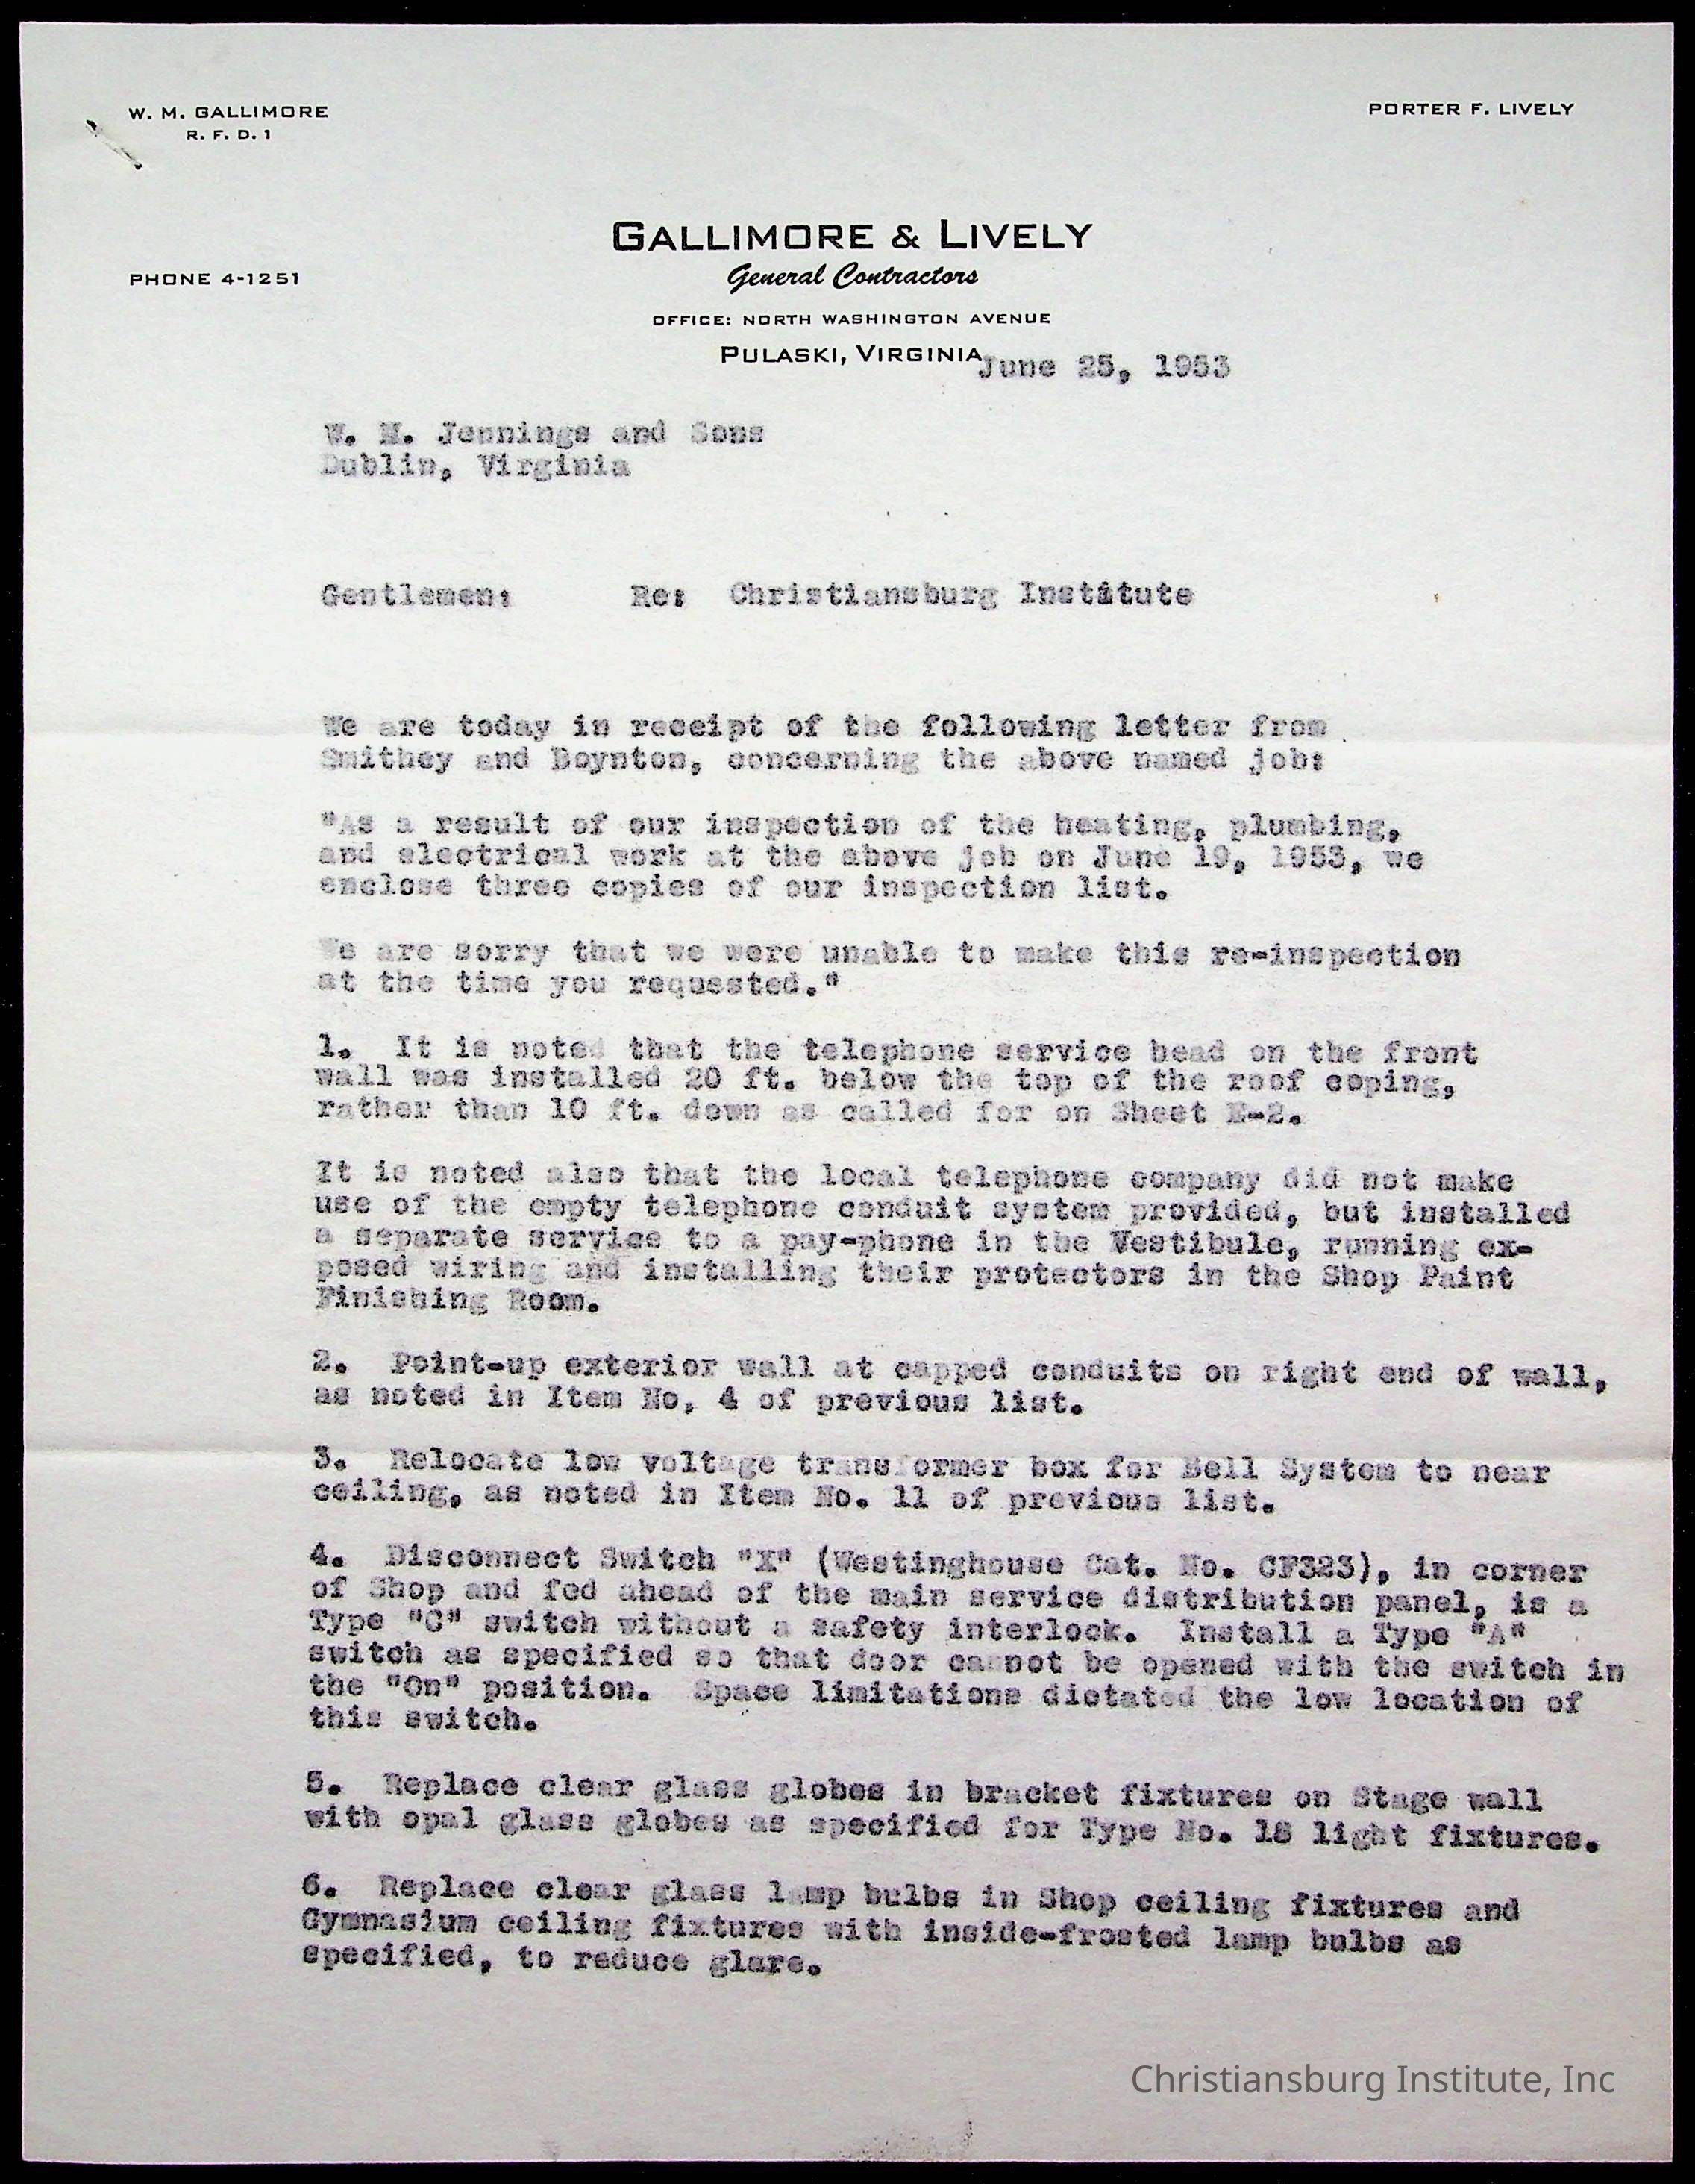 W. M. GALLIMORE
R. F. D. 1
PORTER F. LIVELY
GALLIMORE & LIVELY
General Contractors
PHONE 4-1251
OFFICE: NORTH WASHINGTON AVENUE
PULASKI, VIRGINIA
June 25, 1953
W. M. Jennings and Sons
Dublin, Virginia
Gentlemen: Re: Christiansburg Institute
We are today in receipt of the following letter from
Smithey and Boynton, concerning the above named job:
"As a result of our inspection of the heating, plumbing,
and electrical work at the above job on June 19, 1953, we
enclose three copies of our inspection list.
We are sorry that we were unable to make this re-inspection
at the time you requested."
1. It is noted that the telephone service head on the front
wall was installed 20 ft. below the top of the roof coping,
rather than 10 ft. down as called for on Sheet E-2.
It is noted also that the local telephone company did not make
use of the empty telephone conduit system provided, but installed
a separate service to a pay-phone in the Vestibule, running ex-
posed wiring and installing their protectors in the Shop Paint
Finishing Room.
2. Point-up exterior wall at capped conduits on right end of wall,
as noted in Item No, 4 of previous list.
3. Relocate low voltage transformer box for Bell System to near
ceiling, as noted in Item No. 11 of previous list.
4. Disconnect Switch "X" (Westinghouse Cat. No. CF323), in corner
of Shop and fed ahead of the main service distribution panel, is a
Type "C" switch without a safety interlock. Install a Type "A"
switch as specified so that door cannot be opened with the switch in
the "On" position. Space limitations dictated the low location of
this switch.
5. Replace clear glass globes in bracket fixtures on Stage wall
with opal glass globes as specified for Type No. 18 light fixtures.
6. Replace clear glass lamp bulbs in Shop ceiling fixtures and
Gymnasium ceiling fixtures with inside-frosted lamp bulbs as
specified, to reduce glare.
Christiansburg Institute, Inc